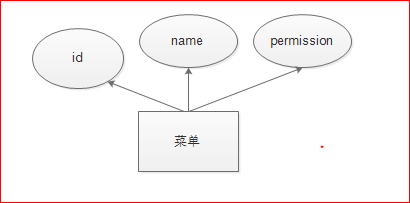 name
permission
id
菜单